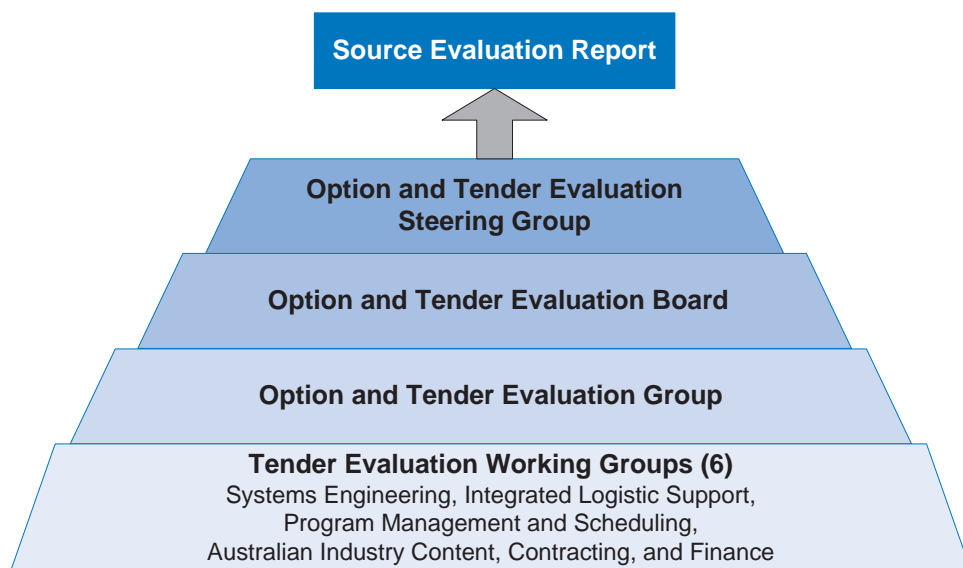 Source Evaluation Report
Option and Tender Evaluation
Steering Group
Option and Tender Evaluation Board
Option and Tender Evaluation Group
Tender Evaluation Working Groups (6)
Systems Engineering, Integrated Logistic Support,
Program Management and Scheduling,
Australian Industry Content, Contracting, and Finance